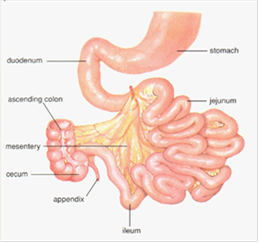 stomach
duodenum
ascending colon
jejunum
mesentery
cecum
appendix
ileum